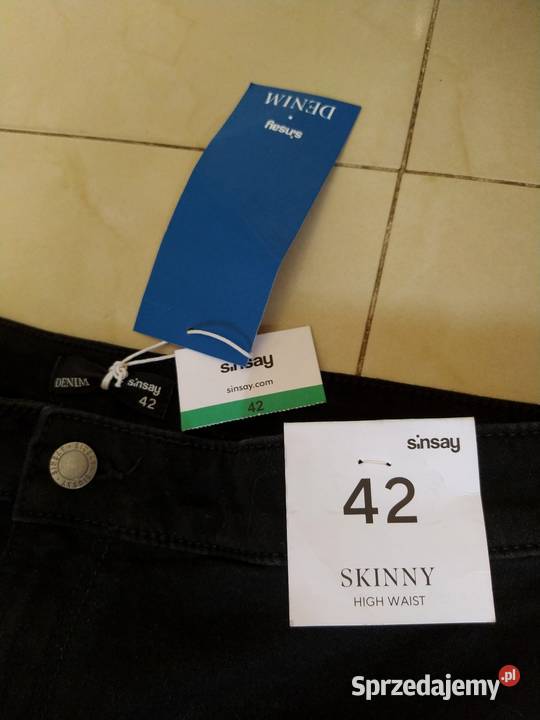 DENIM
sinsay
sinsay
sinsay.com
42
DENIM
sinsay
42
sinsay
42
SKINNY
HIGH WAIST
Sprzedajemy.pl